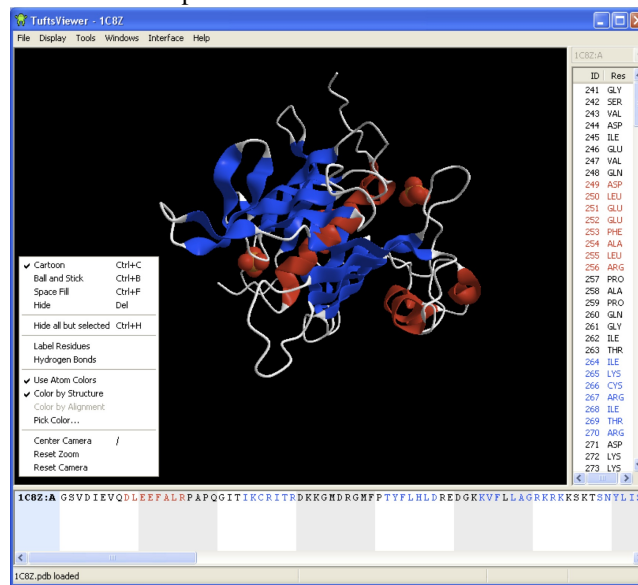 TuftsViewer - 1C8Z
File Display Tools Windows Interface Help
1C8Z:A
ID Res
241 GLY
242 SER
243 VAL
244 ASP
245 ILE
246 GLU
247 VAL
248 GLN
249 ASP
250 LEU
251 GLU
252 GLU
253 PHE
254 ALA
255 LEU
256 ARG
257 PRO
258 ALA
259 PRO
260 GLN
261 GLY
262 ILE
263 THR
264 ILE
265 LYS
266 CYS
267 ARG
268 ILE
269 THR
270 ARG
271 ASP
272 LYS
273 LYS
Cartoon Ctrl+C
Ball and Stick Ctrl+B
Space Fill Ctrl+F
Hide Del
Hide all but selected Ctrl+H
Label Residues
Hydrogen Bonds
Use Atom Colors
Color by Structure
Color by Alignment
Pick Color...
Center Camera /
Reset Zoom
Reset Camera
1C8Z:A GSVDIEVQDLEEFALRPAPQGITIKCRITRDKKGMDRGMFPTYFLHLDREDGKKVFLLAGRKRKKSKTSNYLIS
1C8Z.pdb loaded